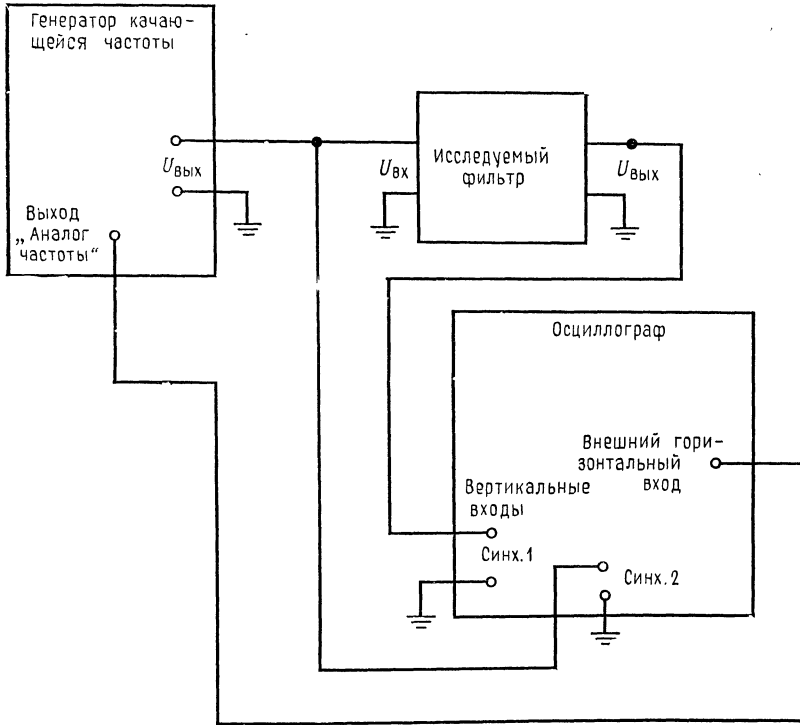 Генератор качаю-
щейся частоты
Uвых
Выход
„Аналог
частоты“
Uвх
Исследуемый
фильтр
Uвых
Осциллограф
Внешний гори-
зонтальный
вход
Вертикальные
входы
Синх.1
Синх.2